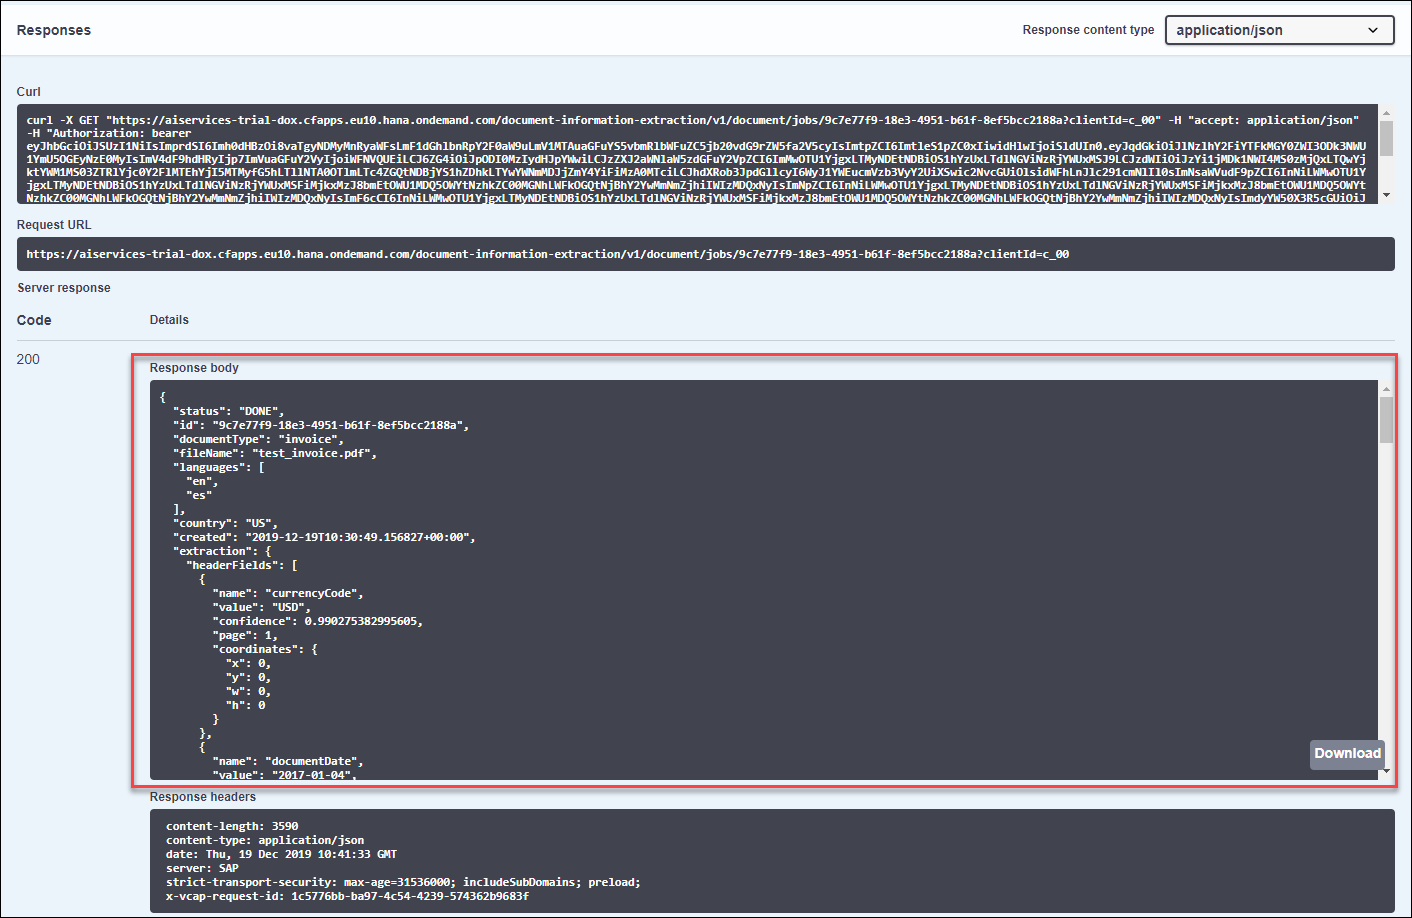 Responses
Response content type
application/json
Curl
curl -X GET "https://aiservices-trial-dox.cfapps.eu10.hana.ondemand.com/document-information-extraction/v1/document/jobs/9c7e77f9-18e3-4951-b61f-8ef5bcc2188a?clientId=c_00" -H "accept: application/json"
-H "Authorization: bearer
Request URL
https://aiservices-trial-dox.cfapps.eu10.hana.ondemand.com/document-information-extraction/v1/document/jobs/9c7e77f9-18e3-4951-b61f-8ef5bcc2188a?clientId=c_00
Server response
Code
Details
200
Response body
{
"status": "DONE",
"id": "9c7e77f9-18e3-4951-b61f-8ef5bcc2188a",
"documentType": "invoice",
"fileName": "test_invoice.pdf",
"languages": [
"en",
"es"
],
"country": "US",
"created": "2019-12-19T10:30:49.156827+00:00",
"extraction": {
"headerFields": [
{
"name": "currencyCode",
"value": "USD",
"confidence": 0.990275382995605,
"page": 1,
"coordinates": {
"x": 0,
"y": 0,
"w": 0,
"h": 0
}
},
{
"name": "documentDate",
"value": "2017-01-04",
Download
Response headers
content-length: 3590
content-type: application/json
date: Thu, 19 Dec 2019 10:41:33 GMT
server: SAP
strict-transport-security: max-age=31536000; includeSubDomains; preload;
x-vcap-request-id: 1c5776bb-ba97-4c54-4239-574362b9683f